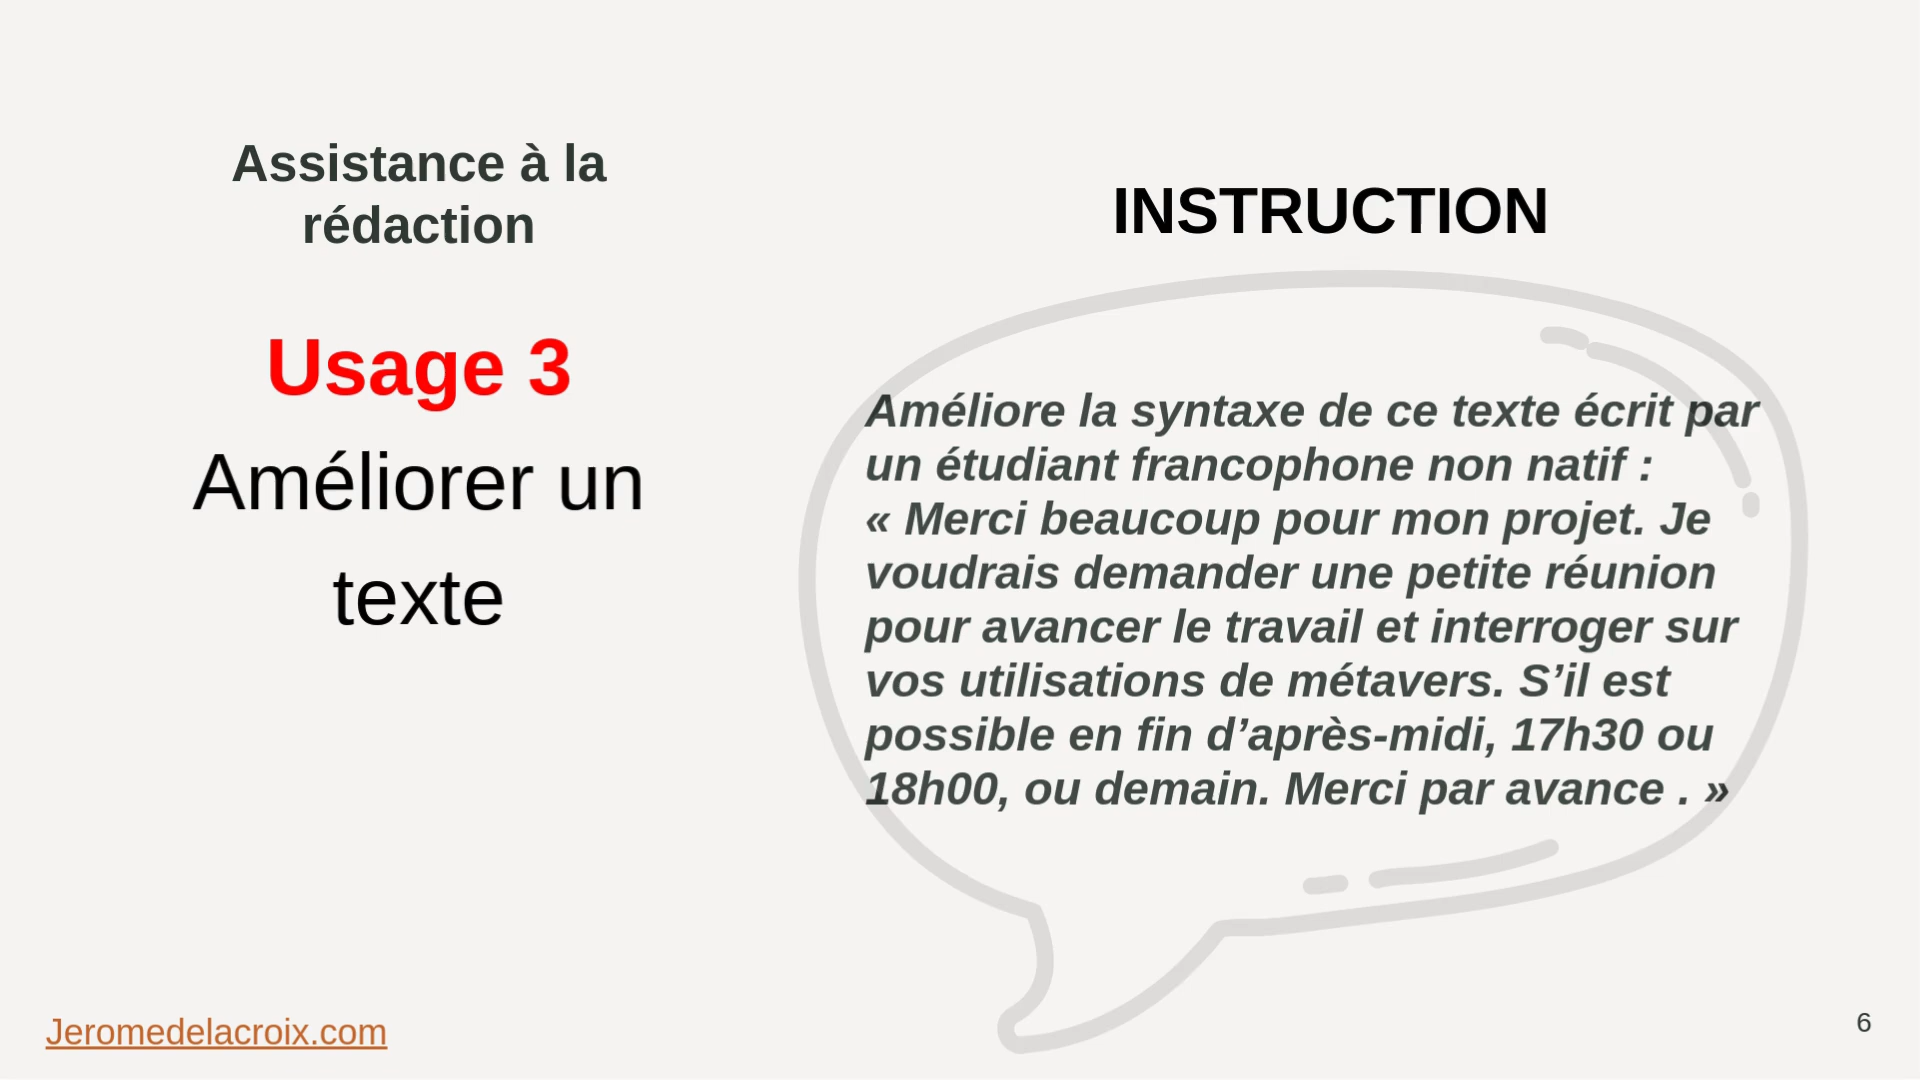 Assistance à la
rédaction
Usage 3
Améliorer un
texte
INSTRUCTION
Améliore la syntaxe de ce texte écrit par
un étudiant francophone non natif :
« Merci beaucoup pour mon projet. Je
voudrais demander une petite réunion
pour avancer le travail et interroger sur
vos utilisations de métavers. S’il est
possible en fin d’après-midi, 17h30 ou
18h00, ou demain. Merci par avance . »
Jeromedelacroix.com
6